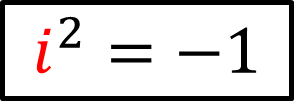 i² = −1